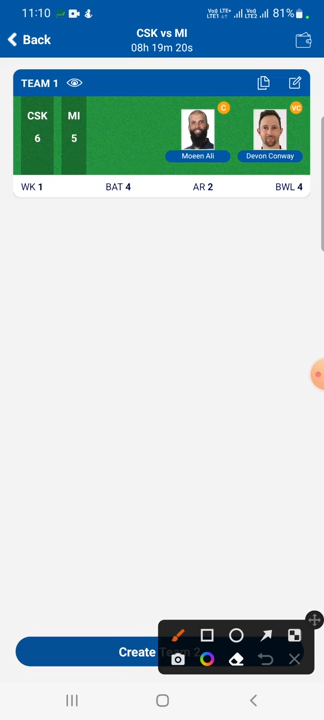 11:10 81%
Back
CSK vs MI
08h 19m 20s
TEAM 1
CSK MI
6 5
C VC
Moeen Ali Devon Conway
WK 1 BAT 4 AR 2 BWL 4
Create